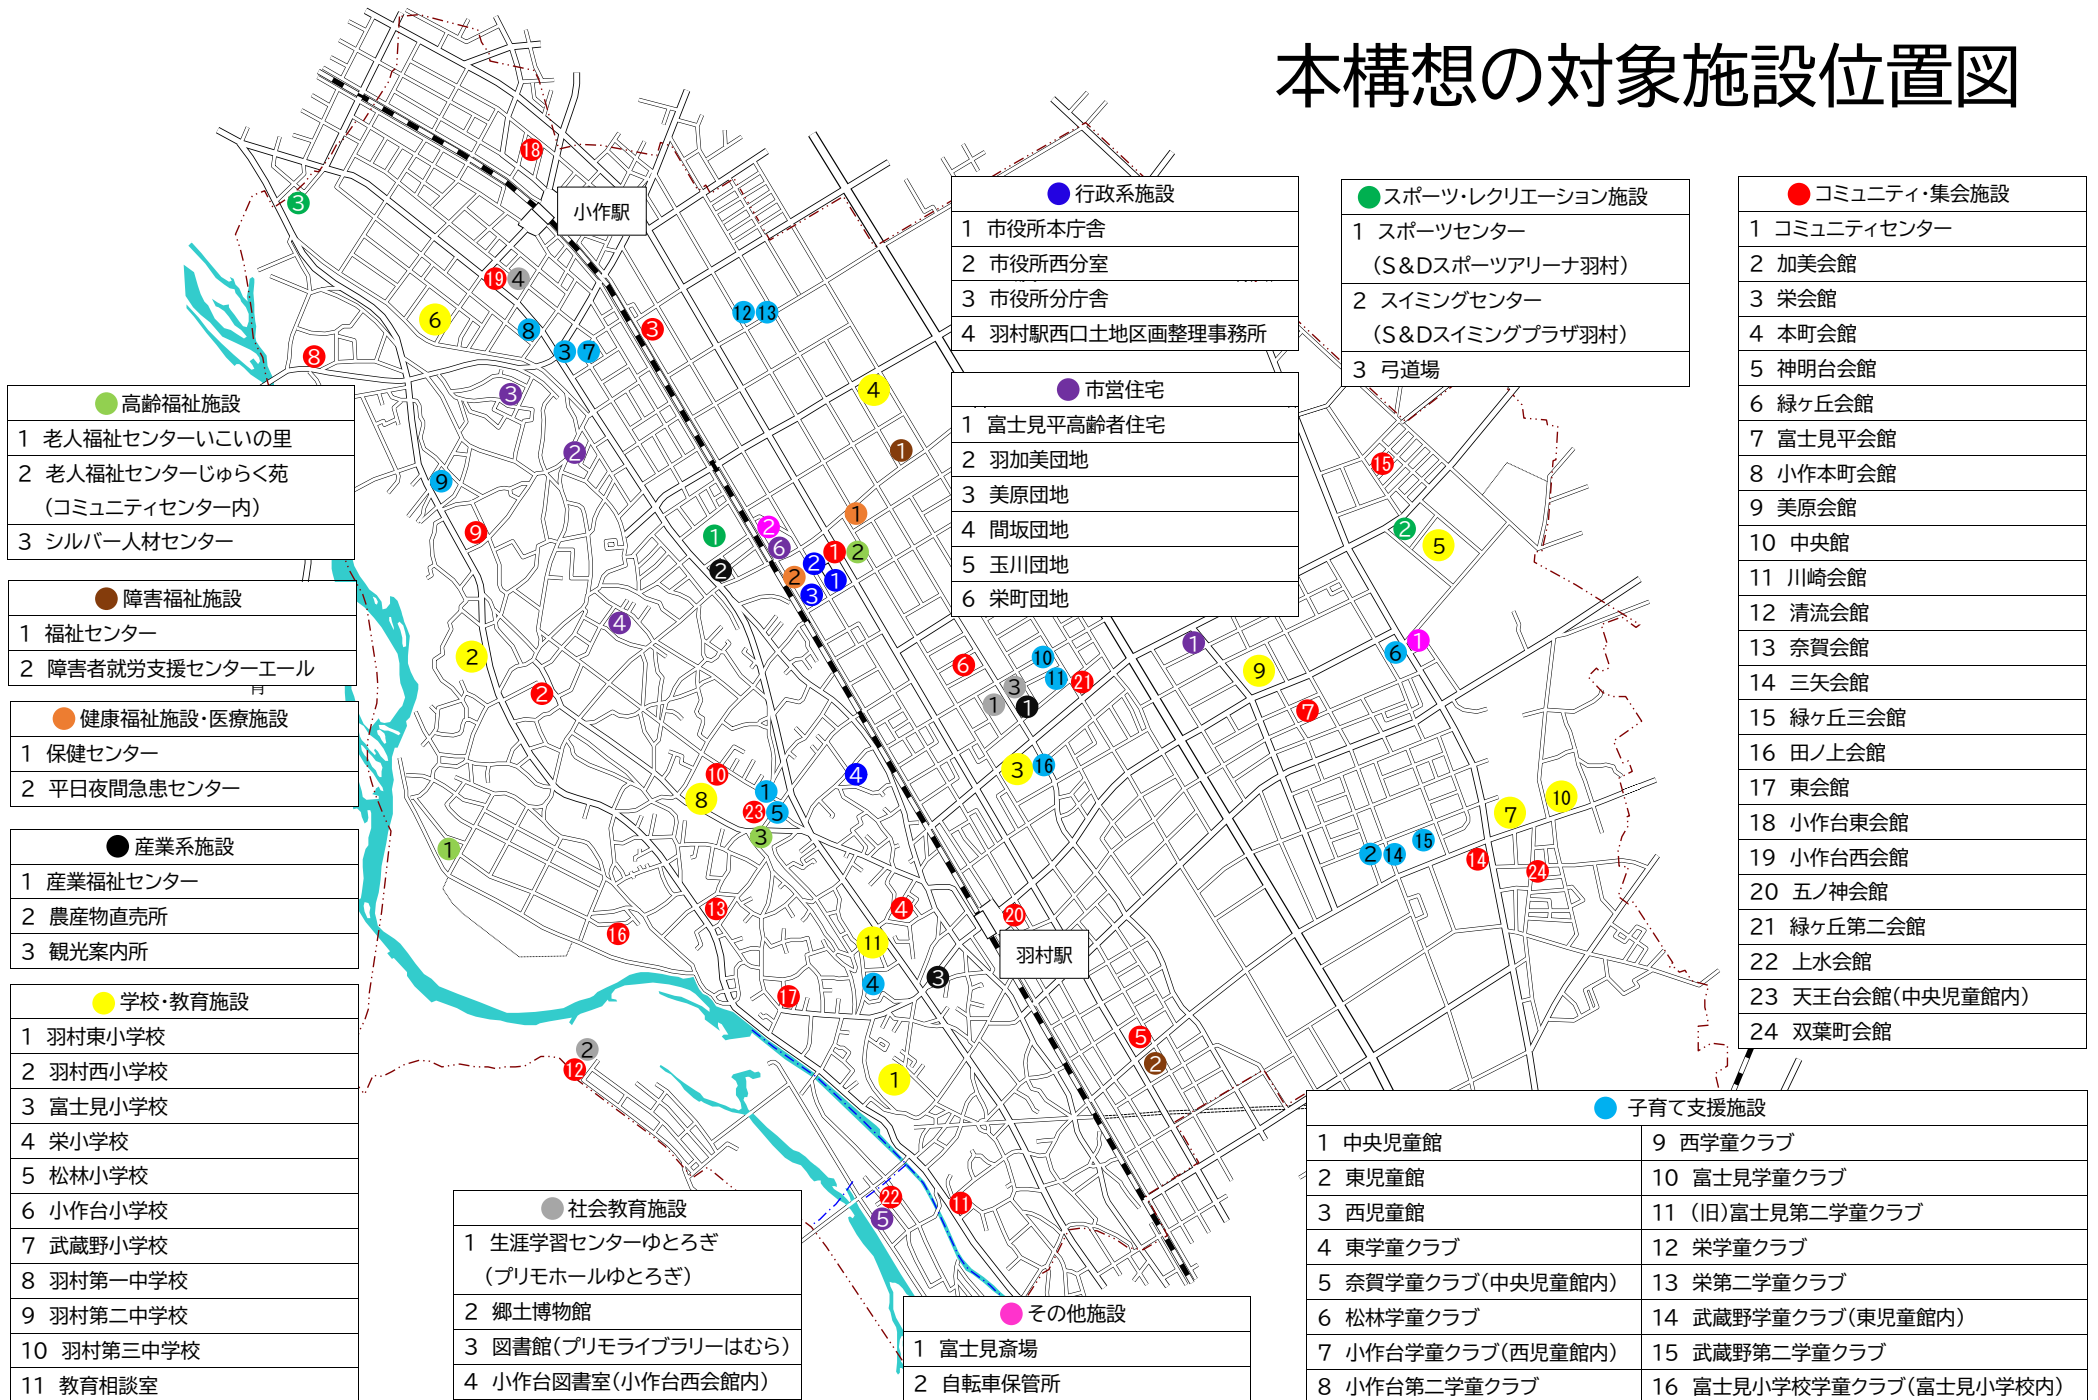 本構想の対象施設位置図
小作駅
羽村駅
行政系施設
1 市役所本庁舎
2 市役所西分室
3 市役所分庁舎
4 羽村駅西口土地区画整理事務所
市営住宅
1 富士見平高齢者住宅
2 羽加美団地
3 美原団地
4 間坂団地
5 玉川団地
6 栄町団地
スポーツ・レクリエーション施設
1 スポーツセンター
(S&Dスポーツアリーナ羽村)
2 スイミングセンター
(S&Dスイミングプラザ羽村)
3 弓道場
コミュニティ・集会施設
1 コミュニティセンター
2 加美会館
3 栄会館
4 本町会館
5 神明台会館
6 緑ヶ丘会館
7 富士見平会館
8 小作本町会館
9 美原会館
10 中央館
11 川崎会館
12 清流会館
13 奈賀会館
14 三矢会館
15 緑ヶ丘三会館
16 田ノ上会館
17 東会館
18 小作台東会館
19 小作台西会館
20 五ノ神会館
21 緑ヶ丘第二会館
22 上水会館
23 天王台会館(中央児童館内)
24 双葉町会館
高齢福祉施設
1 老人福祉センターいこいの里
2 老人福祉センターじゅらく苑
(コミュニティセンター内)
3 シルバー人材センター
障害福祉施設
1 福祉センター
2 障害者就労支援センターエール
健康福祉施設・医療施設
1 保健センター
2 平日夜間急患センター
産業系施設
1 産業福祉センター
2 農産物直売所
3 観光案内所
学校・教育施設
1 羽村東小学校
2 羽村西小学校
3 富士見小学校
4 栄小学校
5 松林小学校
6 小作台小学校
7 武蔵野小学校
8 羽村第一中学校
9 羽村第二中学校
10 羽村第三中学校
11 教育相談室
社会教育施設
1 生涯学習センターゆとろぎ
(プリモホールゆとろぎ)
2 郷土博物館
3 図書館(プリモライブラリーはむら)
4 小作台図書室(小作台西会館内)
その他施設
1 富士見斎場
2 自転車保管所
子育て支援施設
1 中央児童館
2 東児童館
3 西児童館
4 東学童クラブ
5 奈賀学童クラブ(中央児童館内)
6 松林学童クラブ
7 小作台学童クラブ(西児童館内)
8 小作台第二学童クラブ
9 西学童クラブ
10 富士見学童クラブ
11 (旧)富士見第二学童クラブ
12 栄学童クラブ
13 栄第二学童クラブ
14 武蔵野学童クラブ(東児童館内)
15 武蔵野第二学童クラブ
16 富士見小学校学童クラブ(富士見小学校内)